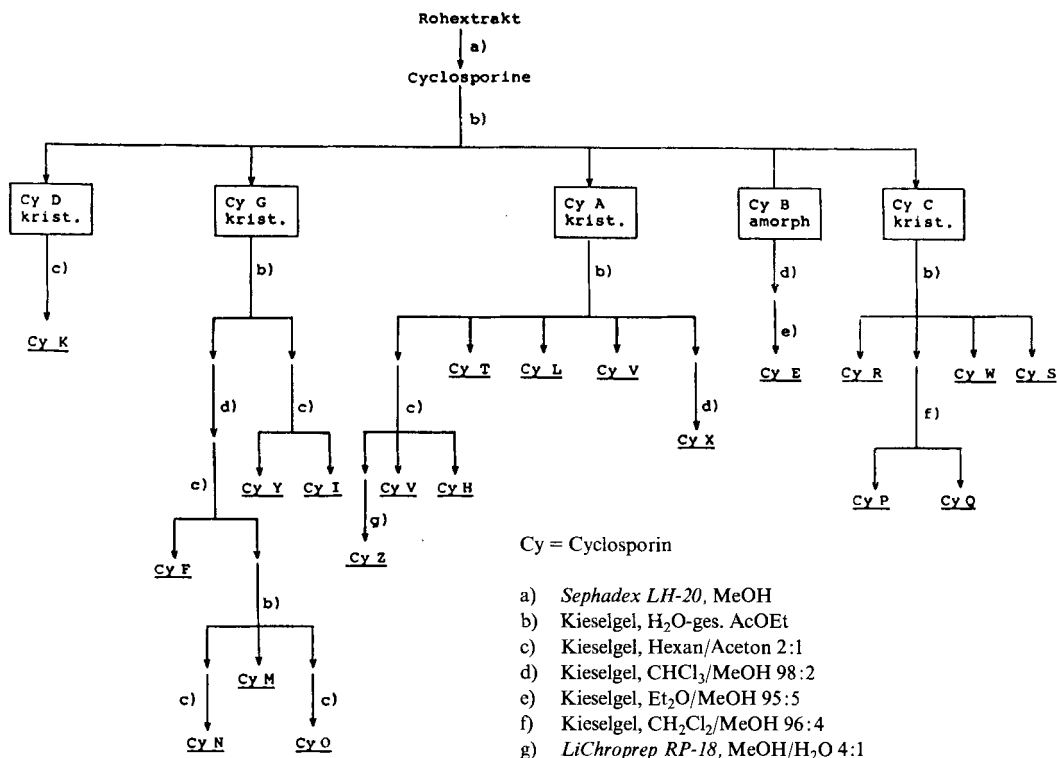 Rohextrakt
a)
Cyclosporine
b)
Cy D
krist.
Cy G
krist.
Cy A
krist.
Cy B
amorph
Cy C
krist.
c)
b)
b)
d)
b)
e)
Cy K
Cy T
Cy L
Cy V
Cy E
Cy R
Cy W
Cy S
d)
c)
c)
d)
f)
Cy X
c)
Cy Y
Cy I
Cy V
Cy H
Cy P
Cy Q
g)
Cy F
Cy Z
b)
Cy M
c)
c)
Cy N
Cy O
Cy = Cyclosporin
a) Sephadex LH-20, MeOH
b) Kieselgel, H₂O-ges. AcOEt
c) Kieselgel, Hexan/Aceton 2:1
d) Kieselgel, CHCl₃/MeOH 98:2
e) Kieselgel, Et₂O/MeOH 95:5
f) Kieselgel, CH₂Cl₂/MeOH 96:4
g) LiChroprep RP-18, MeOH/H₂O 4:1